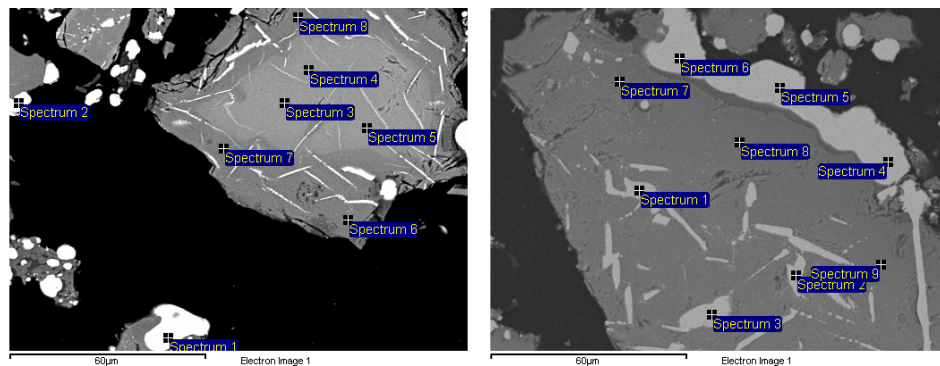 Spectrum 8
Spectrum 4
Spectrum 2
Spectrum 3
Spectrum 5
Spectrum 7
Spectrum 6
Spectrum 1
60µm
Electron Image 1
Spectrum 6
Spectrum 7
Spectrum 5
Spectrum 8
Spectrum 4
Spectrum 1
Spectrum 9
Spectrum 2
Spectrum 3
60µm
Electron Image 1